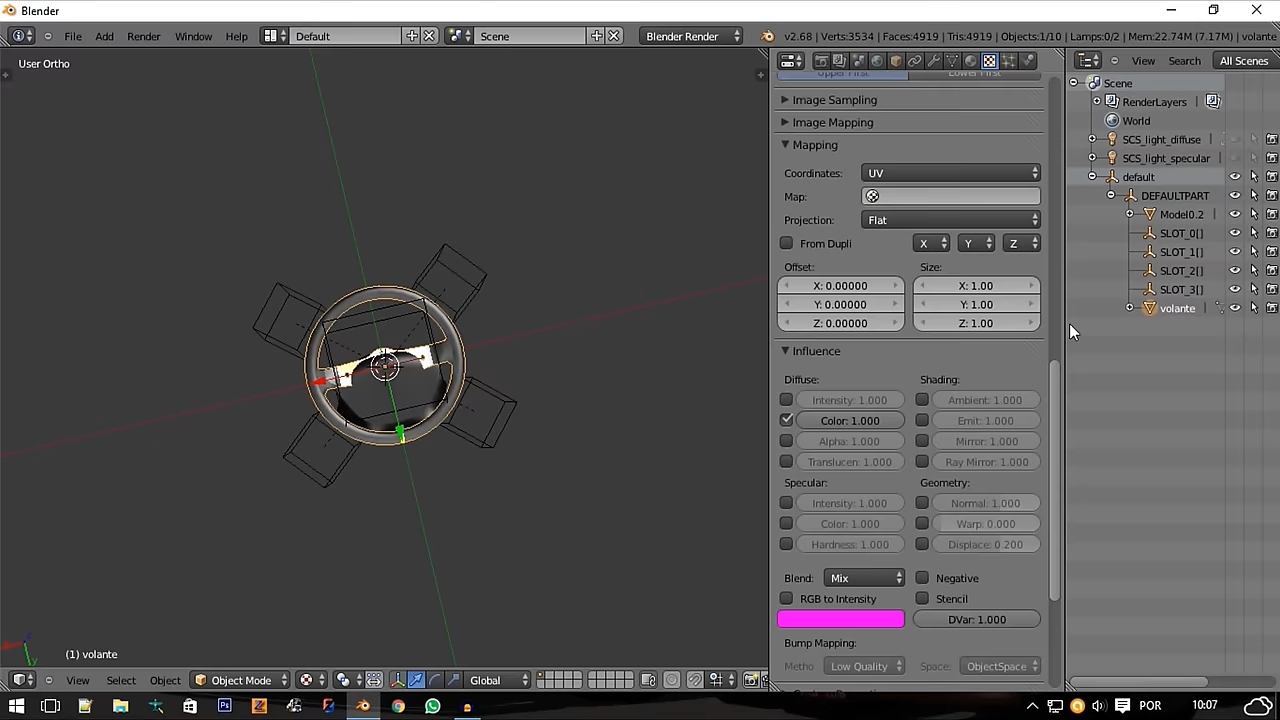 Blender
File Add Render Window Help Default Scene Blender Render v2.68 | Verts:3534 | Faces:4919 | Tris:4919 | Objects:1/10 | Lamps:0/2 | Mem:22.74M (7.17M) | volante
User Ortho
View Search All Scenes
Upper First Lower First
Scene
Image Sampling
RenderLayers |
Image Mapping
World
Mapping
SCS_light_diffuse |
SCS_light_specular |
Coordinates: UV
default
Map:
DEFAULTPART
Projection: Flat
Model0.2 |
From Dupli X Y Z
SLOT_0[]
SLOT_1[]
Offset: Size:
SLOT_2[]
X: 0.00000 X: 1.00
SLOT_3[]
Y: 0.00000 Y: 1.00
volante
Z: 0.00000 Z: 1.00
Influence
Diffuse: Shading:
Intensity: 1.000 Ambient: 1.000
Color: 1.000 Emit: 1.000
Alpha: 1.000 Mirror: 1.000
Translucen: 1.000 Ray Mirror: 1.000
Specular: Geometry:
Intensity: 1.000 Normal: 1.000
Color: 1.000 Warp: 0.000
Hardness: 1.000 Displace: 0.200
Blend: Mix Negative
RGB to Intensity Stencil
DVar: 1.000
Bump Mapping:
(1) volante
Metho Low Quality Space: ObjectSpace
View Select Object Object Mode Global
POR 10:07